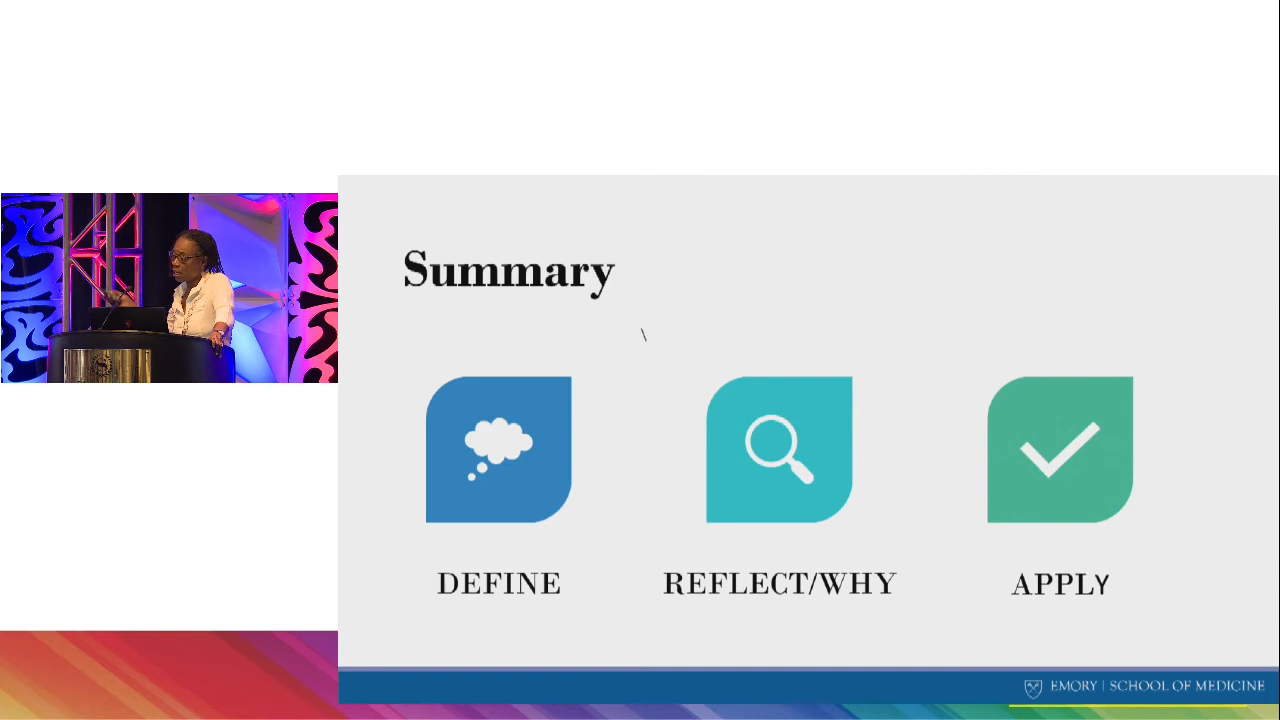 Summary
\
DEFINE
REFLECT/WHY
APPLY
EMORY | SCHOOL OF MEDICINE